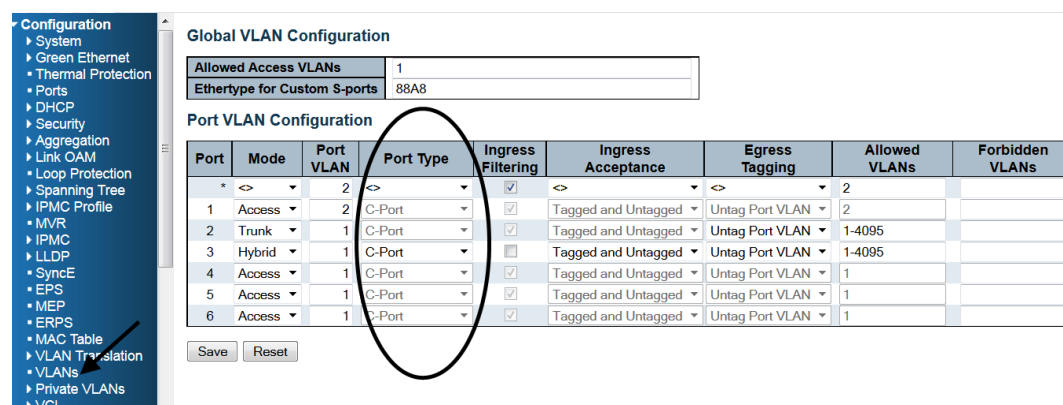 Configuration
System
Green Ethernet
Thermal Protection
Ports
DHCP
Security
Aggregation
Link OAM
Loop Protection
Spanning Tree
IPMC Profile
MVR
IPMC
LLDP
SyncE
EPS
MEP
ERPS
MAC Table
VLAN Translation
VLANs
Private VLANs
VCL
Global VLAN Configuration
Allowed Access VLANs 1
Ethertype for Custom S-ports 88A8
Port VLAN Configuration
Port Mode Port VLAN Port Type Ingress Filtering Ingress Acceptance Egress Tagging Allowed VLANs Forbidden VLANs
* <> 2 <> <> <> 2
1 Access 2 C-Port Tagged and Untagged Untag Port VLAN 2
2 Trunk 1 C-Port Tagged and Untagged Untag Port VLAN 1-4095
3 Hybrid 1 C-Port Tagged and Untagged Untag Port VLAN 1-4095
4 Access 1 C-Port Tagged and Untagged Untag Port VLAN 1
5 Access 1 C-Port Tagged and Untagged Untag Port VLAN 1
6 Access 1 C-Port Tagged and Untagged Untag Port VLAN 1
Save Reset